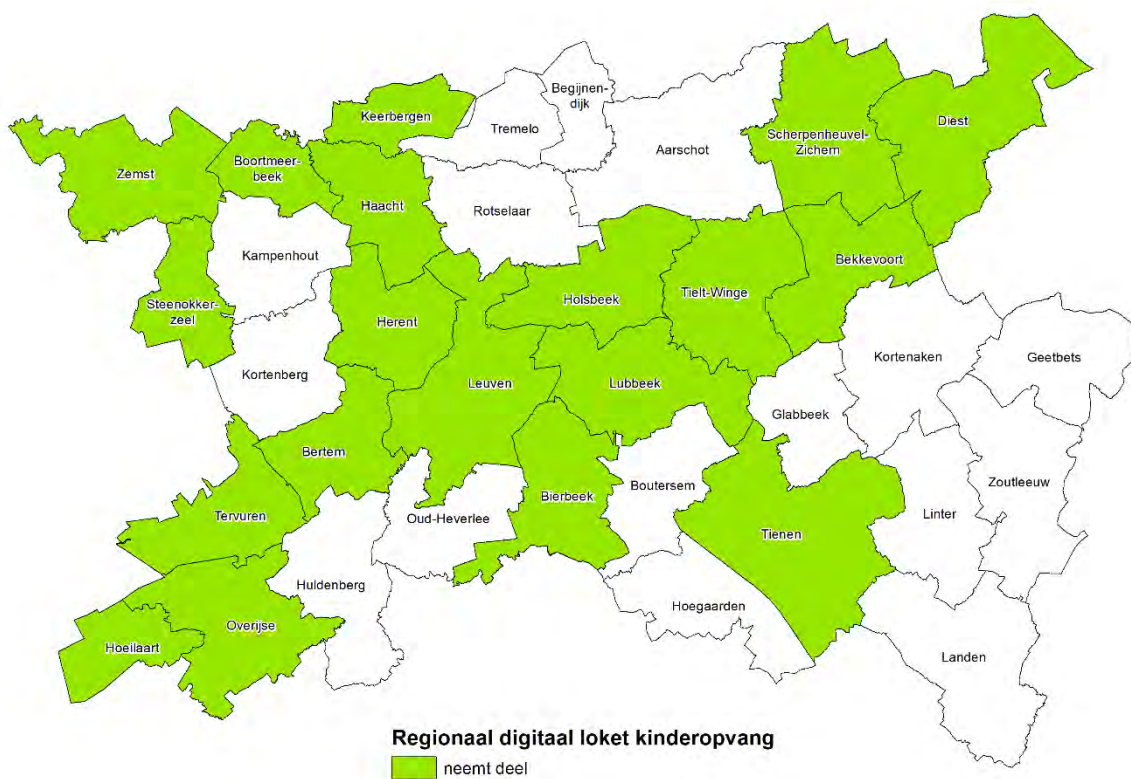 Begijnen-
dijk
Keerbergen
Tremelo
Diest
Scherpenheuvel-
Zichem
Aarschot
Boortmeer-
beek
Zemst
Haacht
Rotselaar
Kampenhout
Bekkevoort
Steenokker-
zeel
Holsbeek
Tielt-Winge
Herent
Kortenberg
Leuven
Lubbeek
Kortenaken
Geetbets
Glabbeek
Bertem
Boutersem
Zoutleeuw
Oud-Heverlee
Bierbeek
Linter
Tervuren
Tienen
Huldenberg
Hoegaarden
Overijse
Hoeilaart
Landen
Regionaal digitaal loket kinderopvang
neemt deel